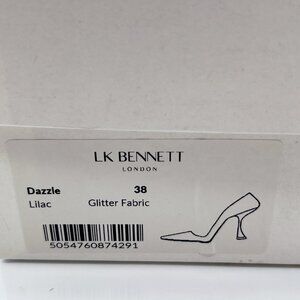 LK BENNETT
LONDON
Dazzle 38
Lilac Glitter Fabric
5054760874291